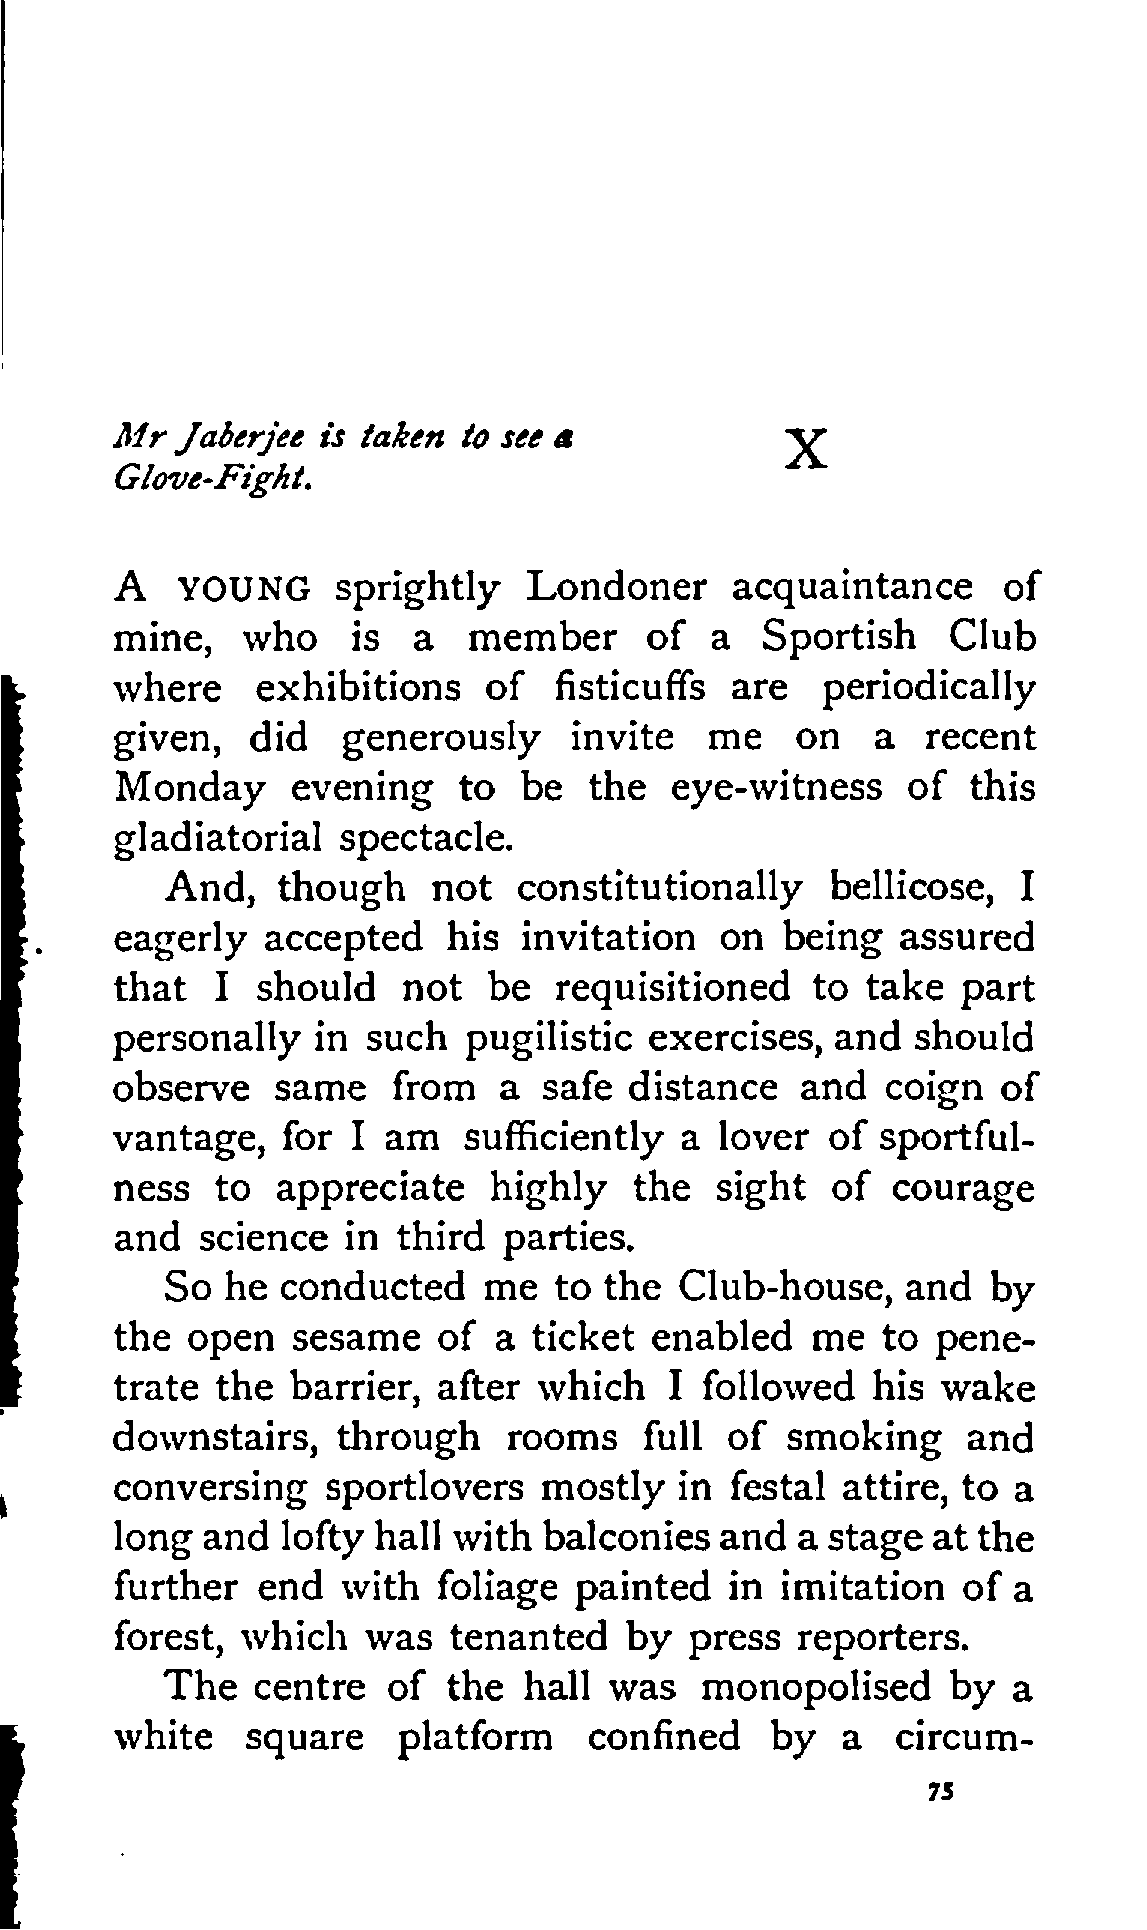 Mr Jaberjee is taken to see a
Glove-Fight.
X
A YOUNG sprightly Londoner acquaintance of
mine, who is a member of a Sportish Club
where exhibitions of fisticuffs are periodically
given, did generously invite me on a recent
Monday evening to be the eye-witness of this
gladiatorial spectacle.
And, though not constitutionally bellicose, I
eagerly accepted his invitation on being assured
that I should not be requisitioned to take part
personally in such pugilistic exercises, and should
observe same from a safe distance and coign of
vantage, for I am sufficiently a lover of sportful-
ness to appreciate highly the sight of courage
and science in third parties.
So he conducted me to the Club-house, and by
the open sesame of a ticket enabled me to pene-
trate the barrier, after which I followed his wake
downstairs, through rooms full of smoking and
conversing sportlovers mostly in festal attire, to a
long and lofty hall with balconies and a stage at the
further end with foliage painted in imitation of a
forest, which was tenanted by press reporters.
The centre of the hall was monopolised by a
white square platform confined by a circum-
75